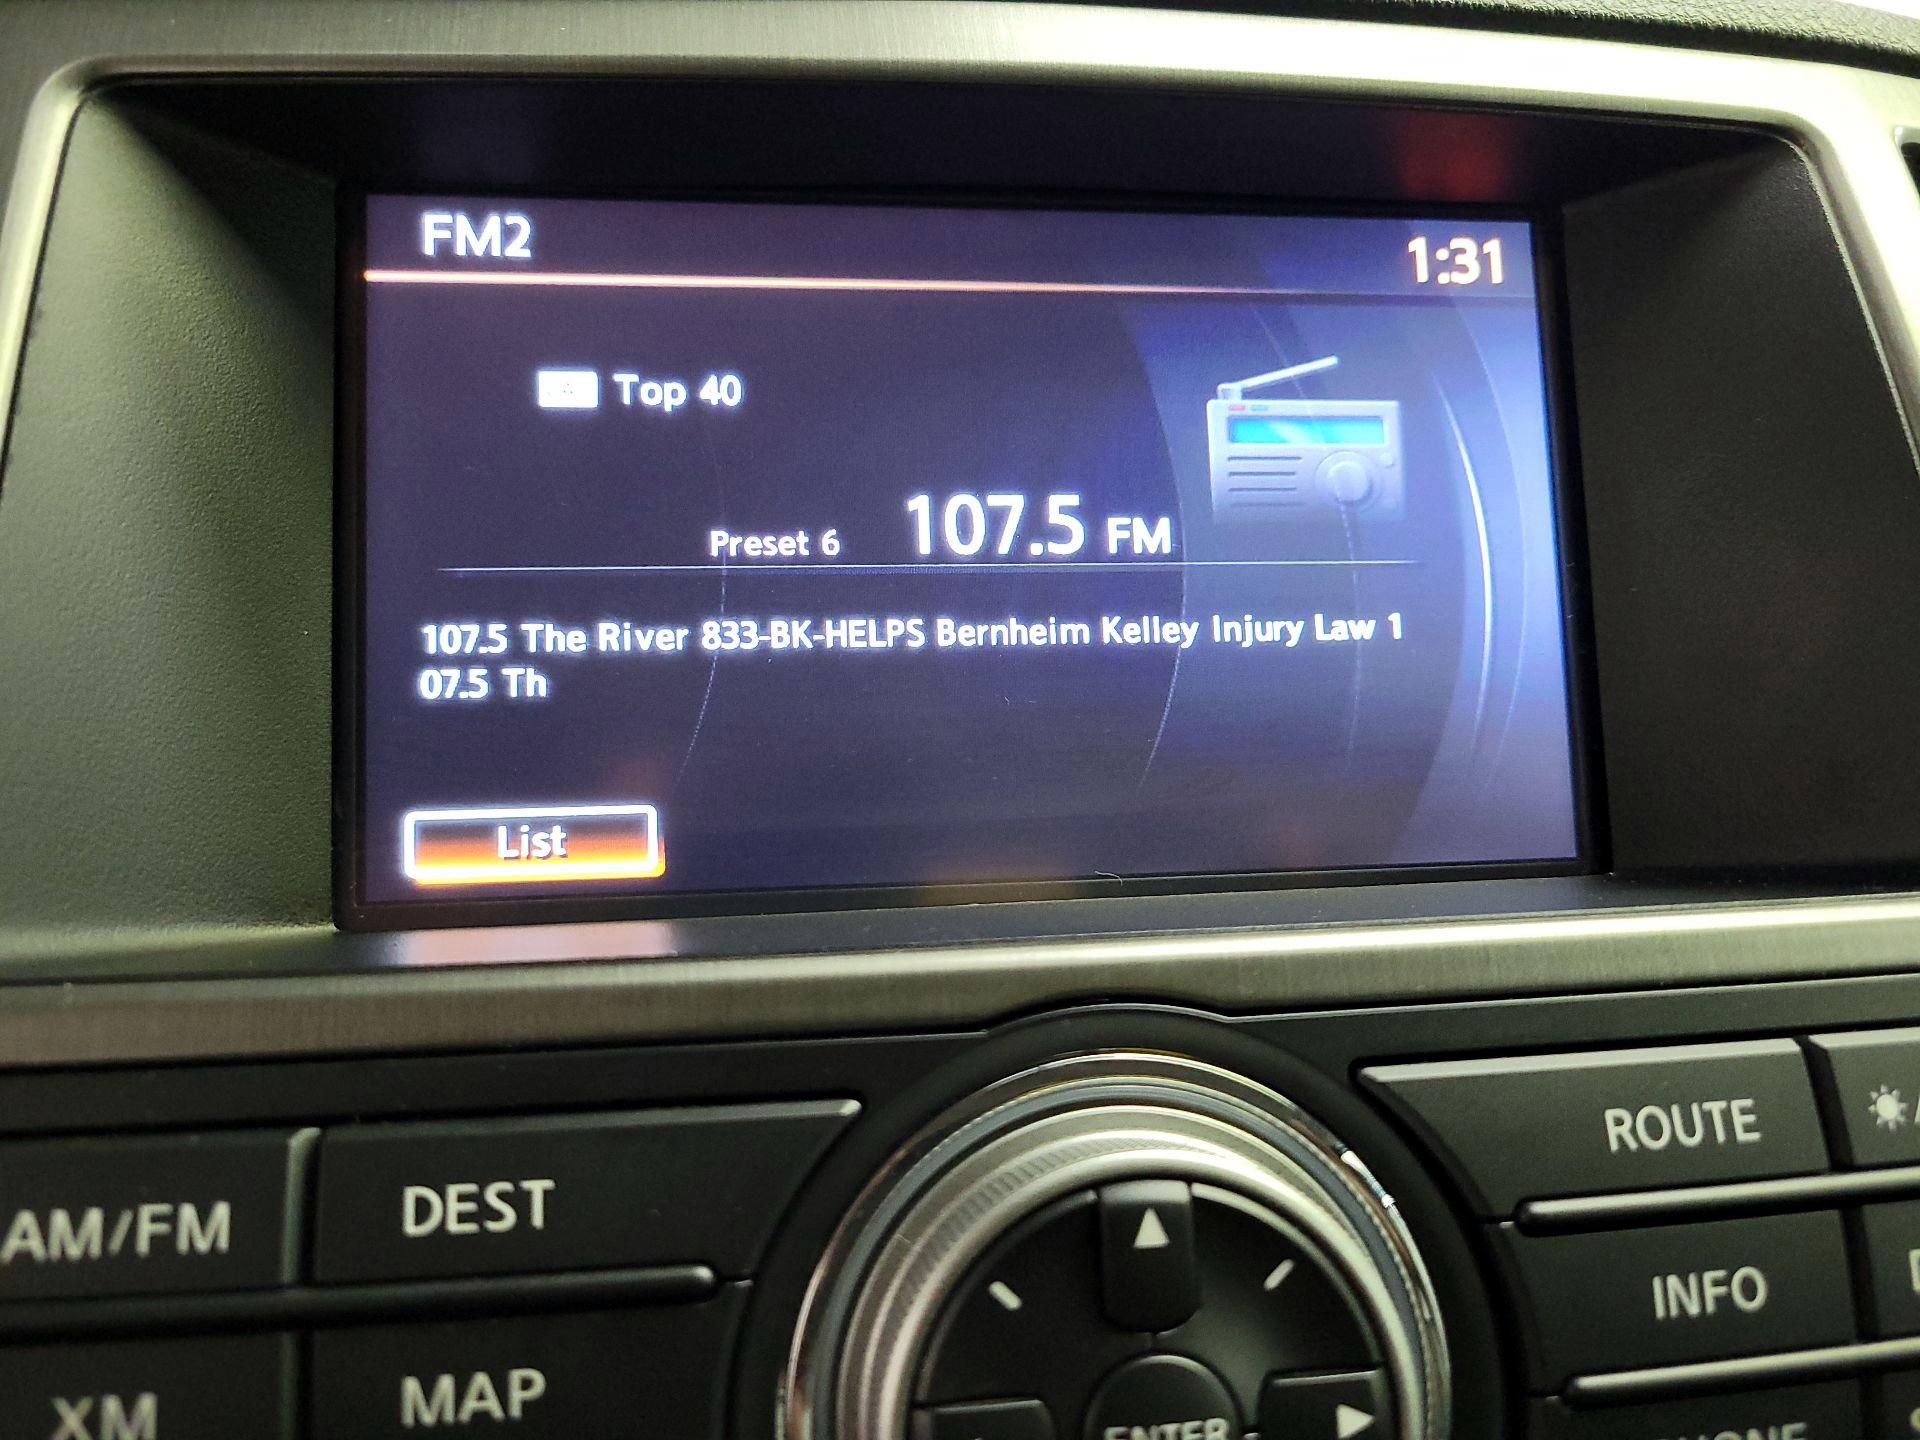 FM2
1:31
Top 40
Preset 6 107.5 FM
107.5 The River 833-BK-HELPS Bernheim Kelley Injury Law 1
07.5 Th
List
ROUTE
AM/FM DEST
INFO
XM MAP
ENTER